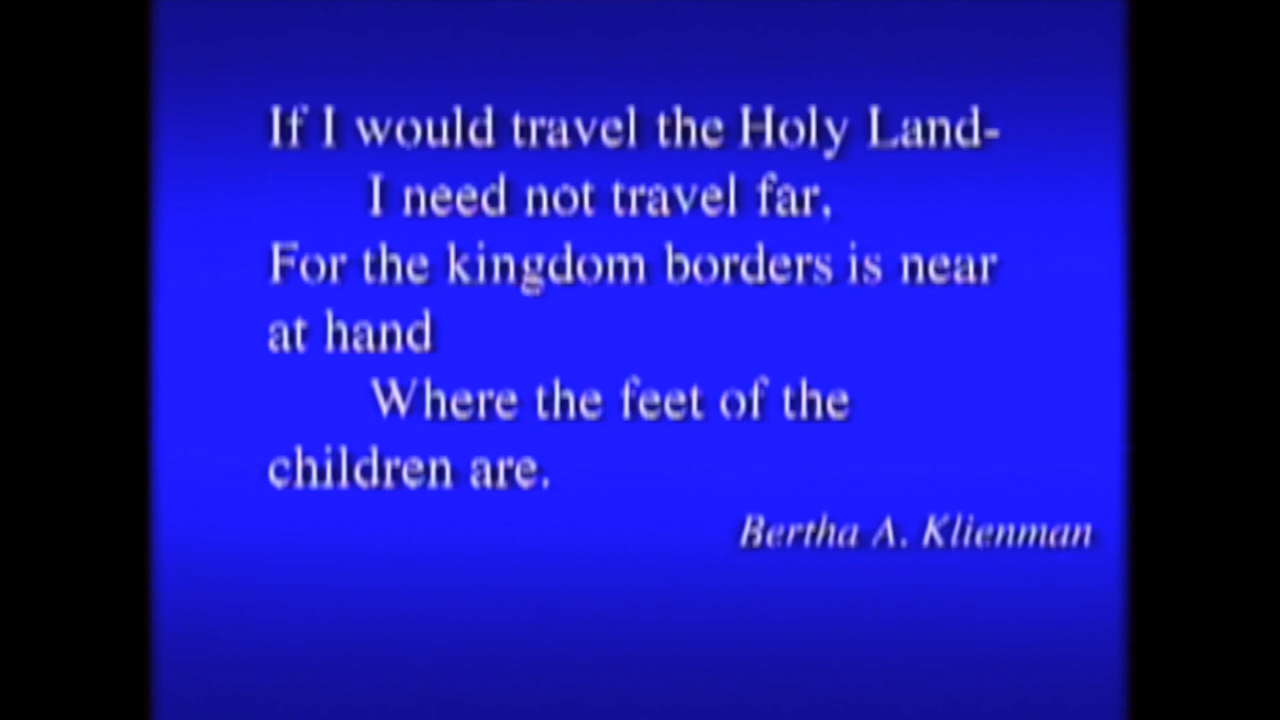 If I would travel the Holy Land-
I need not travel far,
For the kingdom borders is near
at hand
Where the feet of the
children are.
Bertha A. Klienman